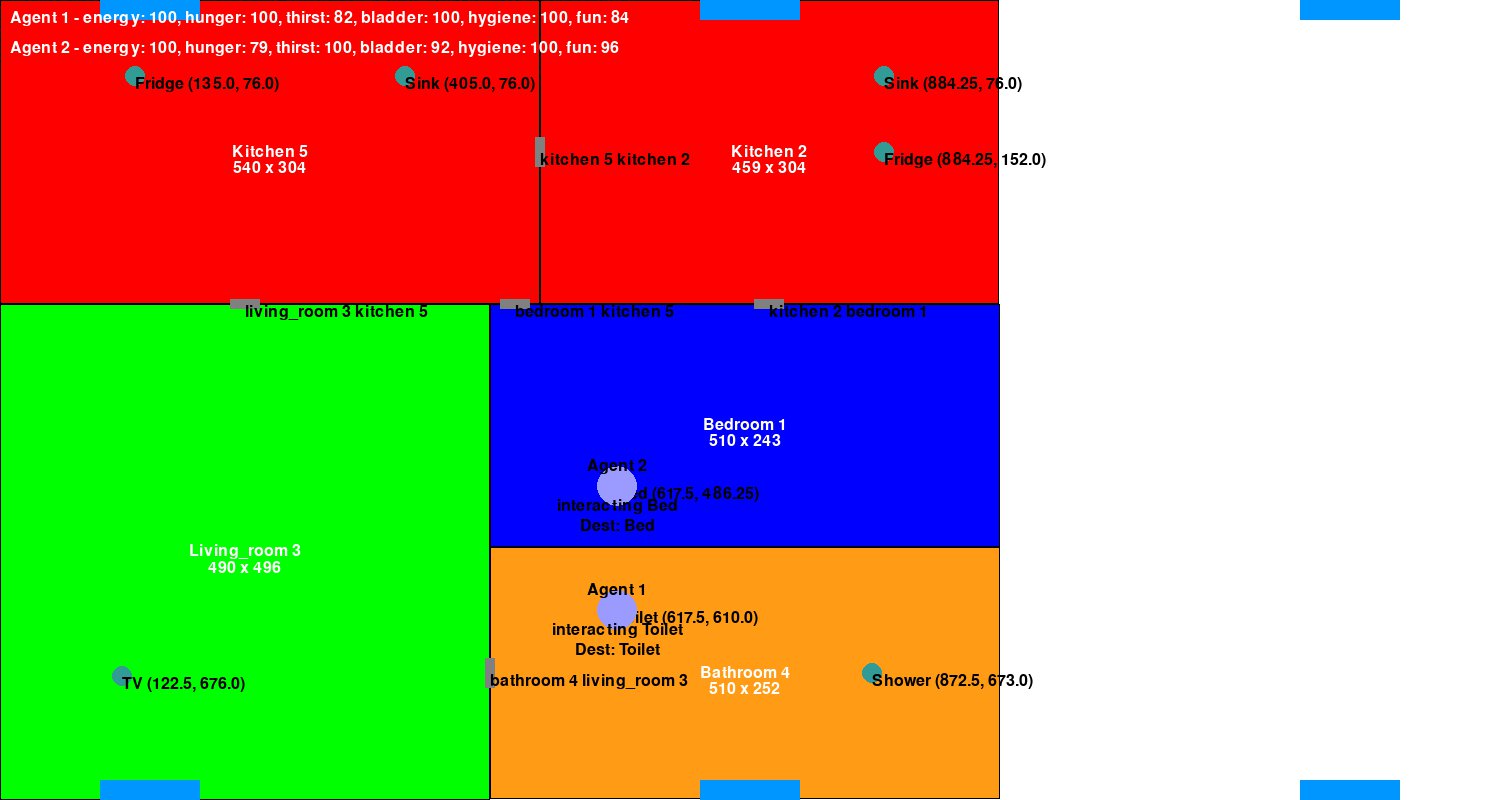 Agent 1 - energy: 100, hunger: 100, thirst: 82, bladder: 100, hygiene: 100, fun: 84
Agent 2 - energy: 100, hunger: 79, thirst: 100, bladder: 92, hygiene: 100, fun: 96
Fridge (135.0, 76.0)
Sink (405.0, 76.0)
Sink (884.25, 76.0)
Kitchen 5
540 x 304
kitchen 5 kitchen 2
Kitchen 2
459 x 304
Fridge (884.25, 152.0)
living_room 3 kitchen 5
bedroom 1 kitchen 5
kitchen 2 bedroom 1
Bedroom 1
510 x 243
Agent 2
(617.5, 486.25)
interacting Bed
Dest: Bed
Living_room 3
490 x 496
Agent 1
(617.5, 610.0)
interacting Toilet
Dest: Toilet
TV (122.5, 676.0)
bathroom 4 living_room 3
Bathroom 4
510 x 252
Shower (872.5, 673.0)